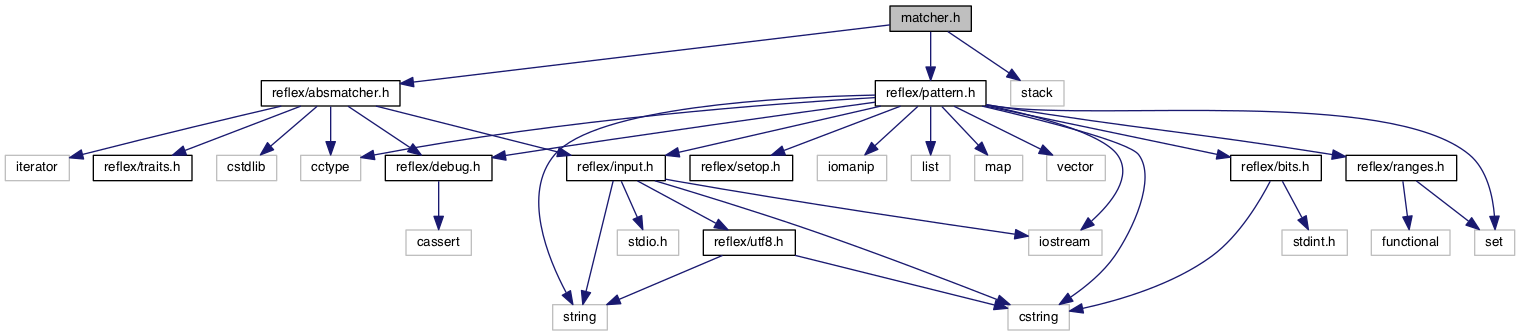 matcher.h
reflex/absmatcher.h
reflex/pattern.h
stack
iterator
reflex/traits.h
cstdlib
cctype
reflex/debug.h
reflex/input.h
reflex/setop.h
iomanip
list
map
vector
reflex/bits.h
reflex/ranges.h
cassert
stdio.h
reflex/utf8.h
iostream
stdint.h
functional
set
string
cstring